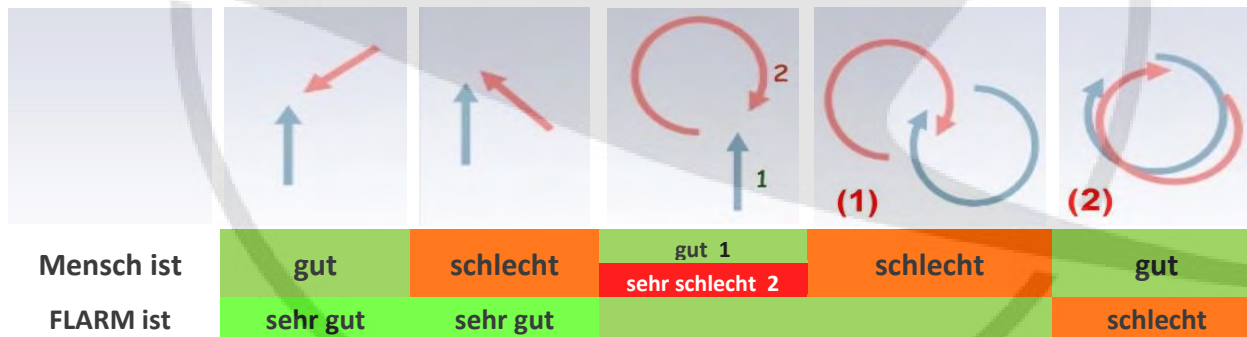 2
1
(1)
(2)
Mensch ist
gut
schlecht
gut 1
sehr schlecht 2
schlecht
gut
FLARM ist
sehr gut
sehr gut
schlecht